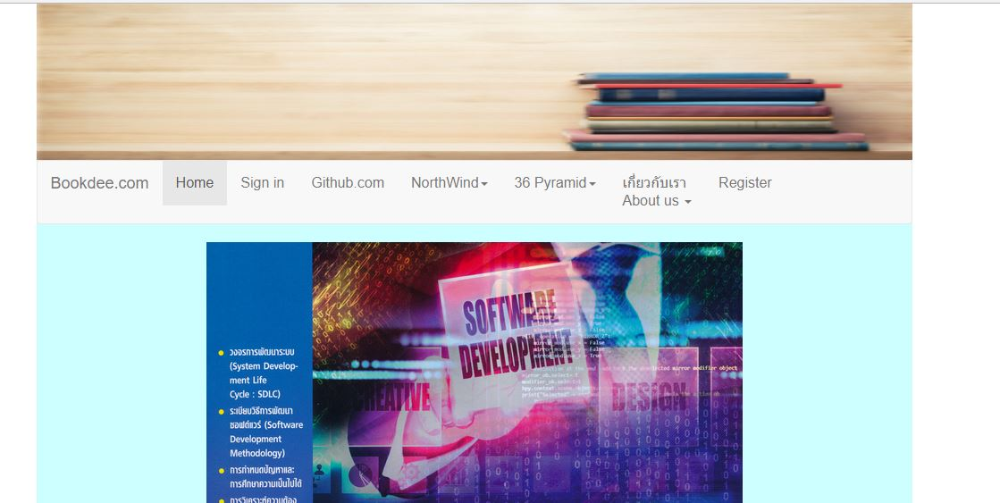 Bookdee.com
Home
Sign in
Github.com
NorthWind
36 Pyramid
เกี่ยวกับเรา
About us
Register
วงจรการพัฒนาระบบ
(System Develop-
ment Life
Cycle : SDLC)
ระเบียบวิธีการพัฒนา
ซอฟต์แวร์ (Software
Development
Methodology)
การกำหนดปัญหาและ
การศึกษาความเป็นไปได้
การวิเคราะห์ความต้อง
SOFTWARE
DEVELOPMENT
CREATIVE
DESIGN